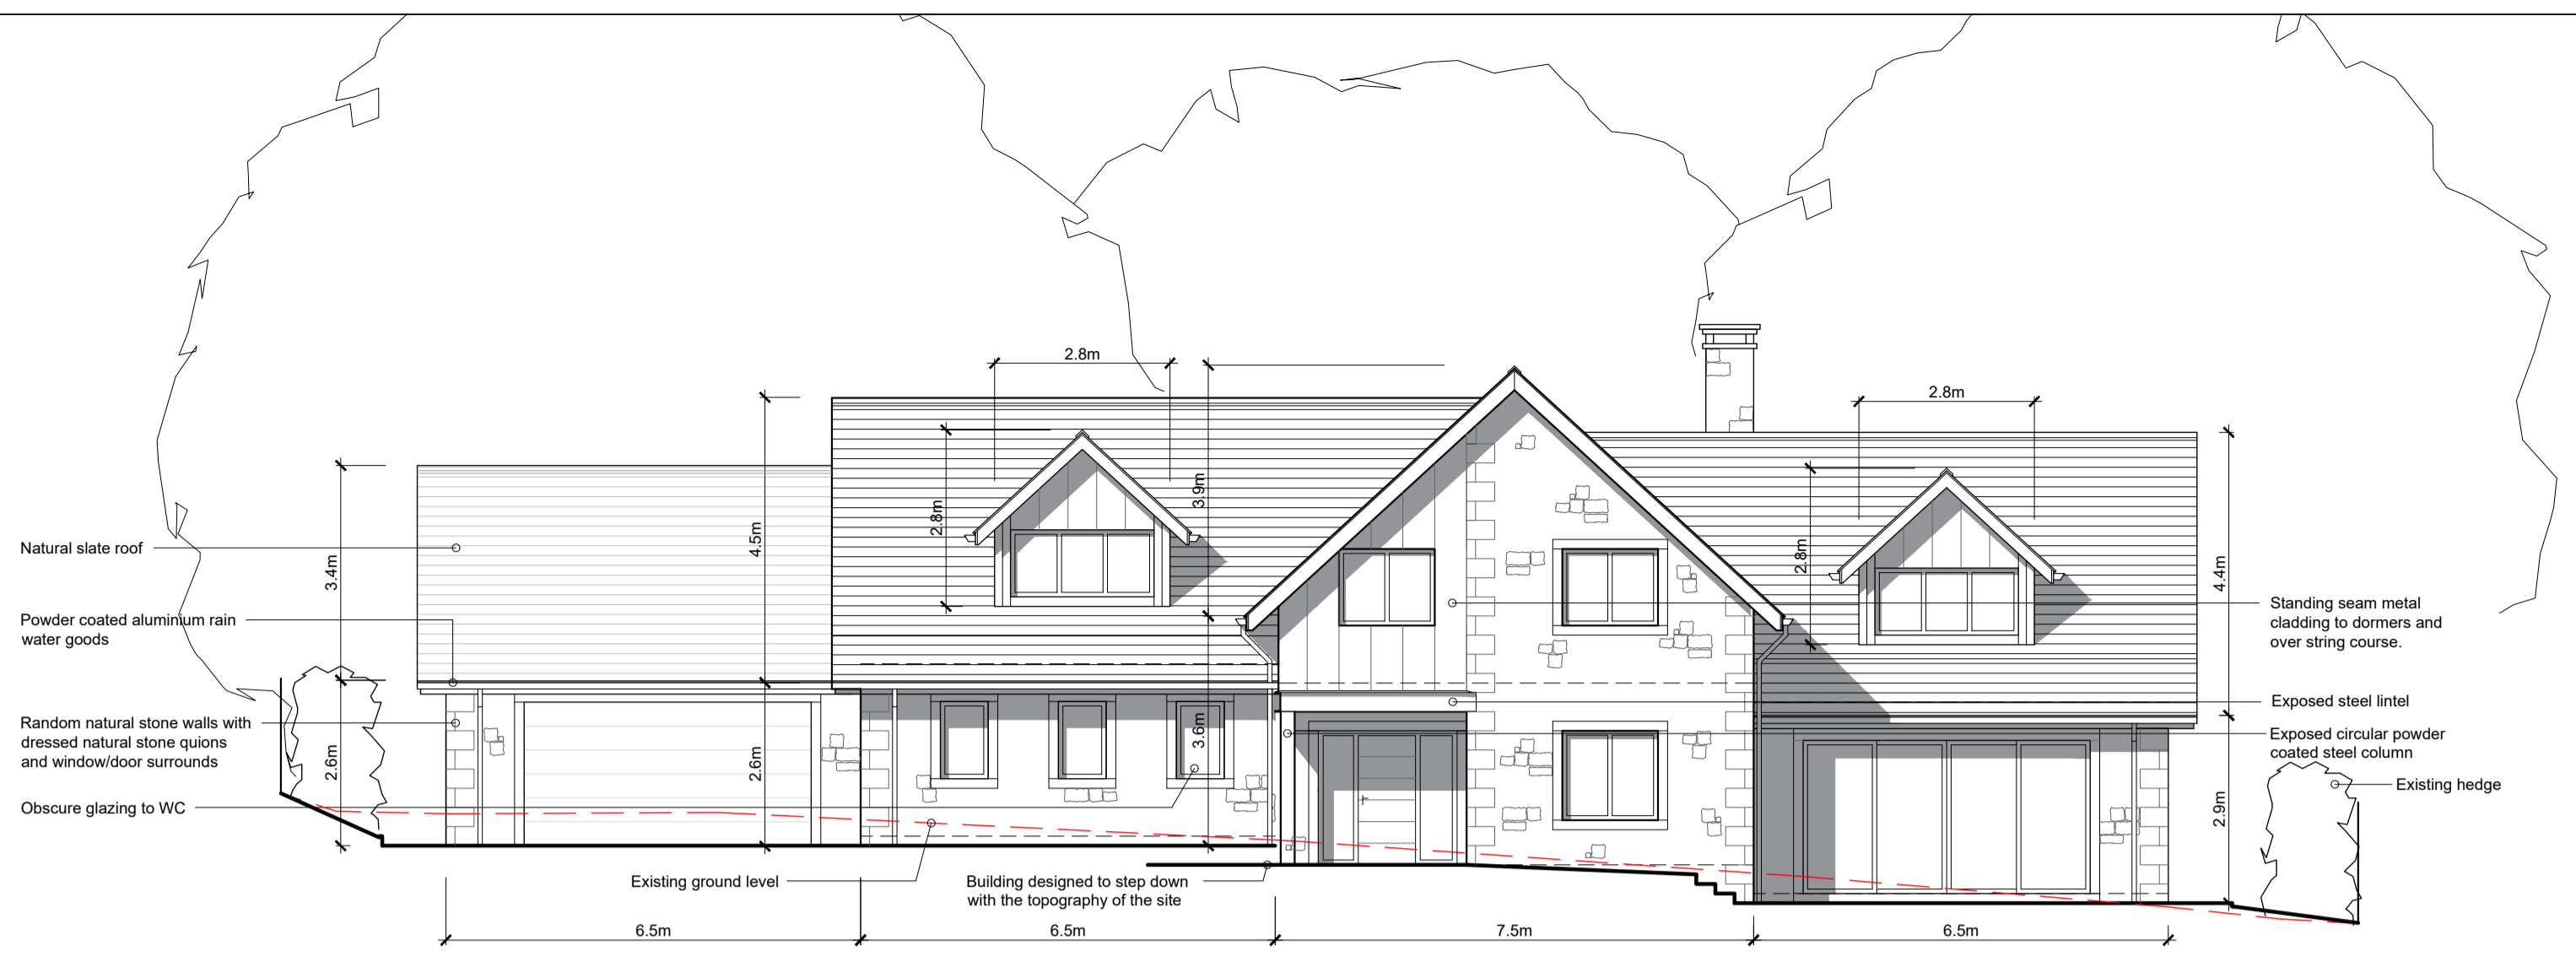 2.8m
2.8m
3.9m
2.8m
4.5m
2.8m
4.4m
3.4m
Natural slate roof
Powder coated aluminium rain
water goods
Random natural stone walls with
dressed natural stone quions
and window/door surrounds
Obscure glazing to WC
2.6m
2.6m
3.6m
2.9m
Standing seam metal
cladding to dormers and
over string course.
Exposed steel lintel
Exposed circular powder
coated steel column
Existing hedge
Existing ground level
Building designed to step down
with the topography of the site
6.5m
6.5m
7.5m
6.5m